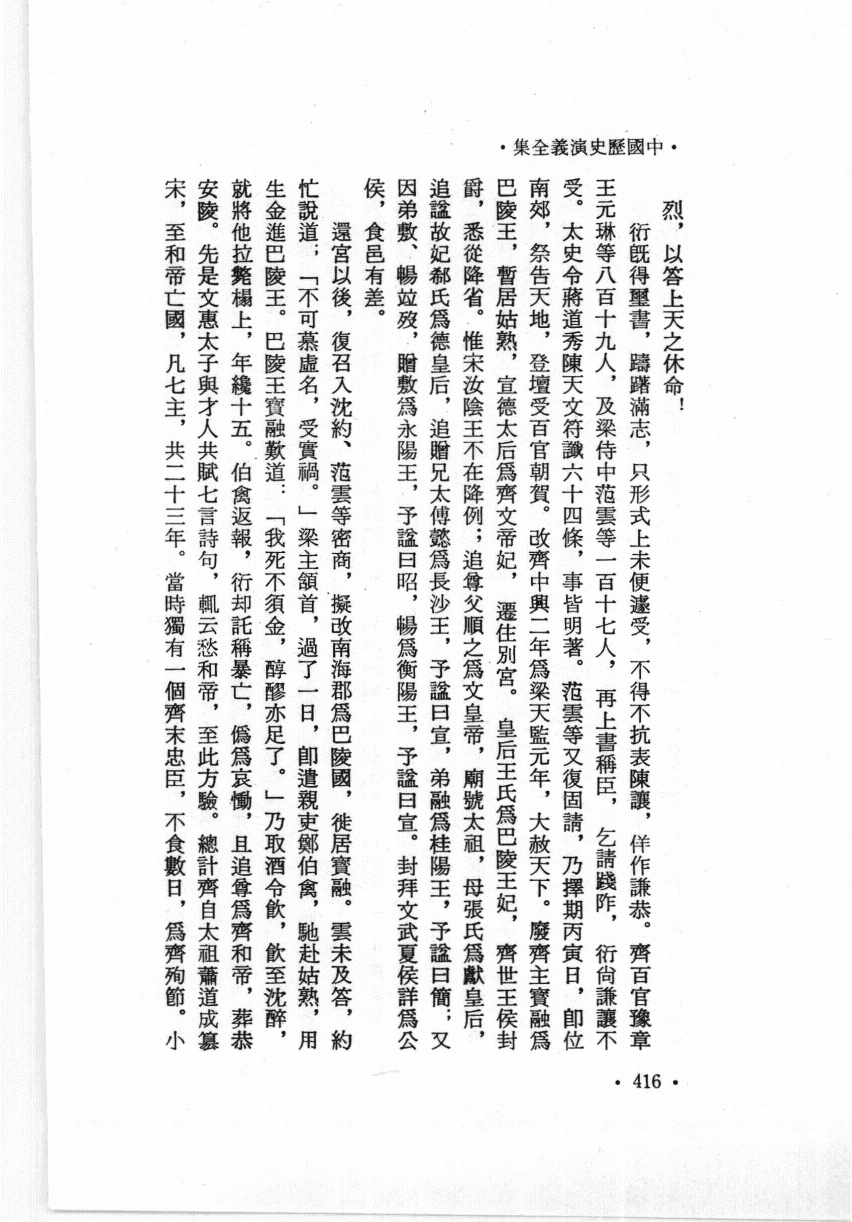 ・中國歷史演義全集・
烈，以答上天之休命！
衍旣得璽書，躊躇滿志，只形式上未便遽受，不得不抗表陳讓，佯作謙恭。齊百官豫章
王元琳等八百十九人，及梁侍中范雲等一百十七人，再上書稱臣，乞請踐阼，衍尙謙讓不
受。太史令蔣道秀陳天文符讖六十四條，事皆明著。范雲等又復固請，乃擇期丙寅日，卽位
南郊，祭告天地，登壇受百官朝賀。改齊中興二年爲梁天監元年，大赦天下。廢齊主寶融爲
巴陵王，暫居姑熟，宣德太后爲齊文帝妃，遷住別宮。皇后王氏爲巴陵王妃，齊世王侯封
爵，悉從降省。惟宋汝陰王不在降例；追尊父順之爲文皇帝，廟號太祖，母張氏爲獻皇后，
追諡故妃郗氏爲德皇后，追贈兄太傅懿爲長沙王，予諡曰宣，弟融爲桂陽王，予諡曰簡；又
因弟敷、暢竝歿，贈敷爲永陽王，予諡曰昭，暢爲衡陽王，予諡曰宣。封拜文武夏侯詳爲公
侯，食邑有差。
還宮以後，復召入沈約、范雲等密商，擬改南海郡爲巴陵國，徙居寶融。雲未及答，約
忙說道；「不可慕虛名，受實禍。」梁主頷首，過了一日，卽遣親吏鄭伯禽，馳赴姑熟，用
生金進巴陵王。巴陵王寶融歎道：「我死不須金，醇醪亦足了。」乃取酒令飮，飮至沈醉，
就將他拉斃榻上，年纔十五。伯禽返報，衍却託稱暴亡，僞爲哀慟，且追尊爲齊和帝，葬恭
安陵。先是文惠太子與才人共賦七言詩句，輒云愁和帝，至此方驗。總計齊自太祖蕭道成篡
宋，至和帝亡國，凡七主，共二十三年。當時獨有一個齊末忠臣，不食數日，爲齊殉節。小
・416・